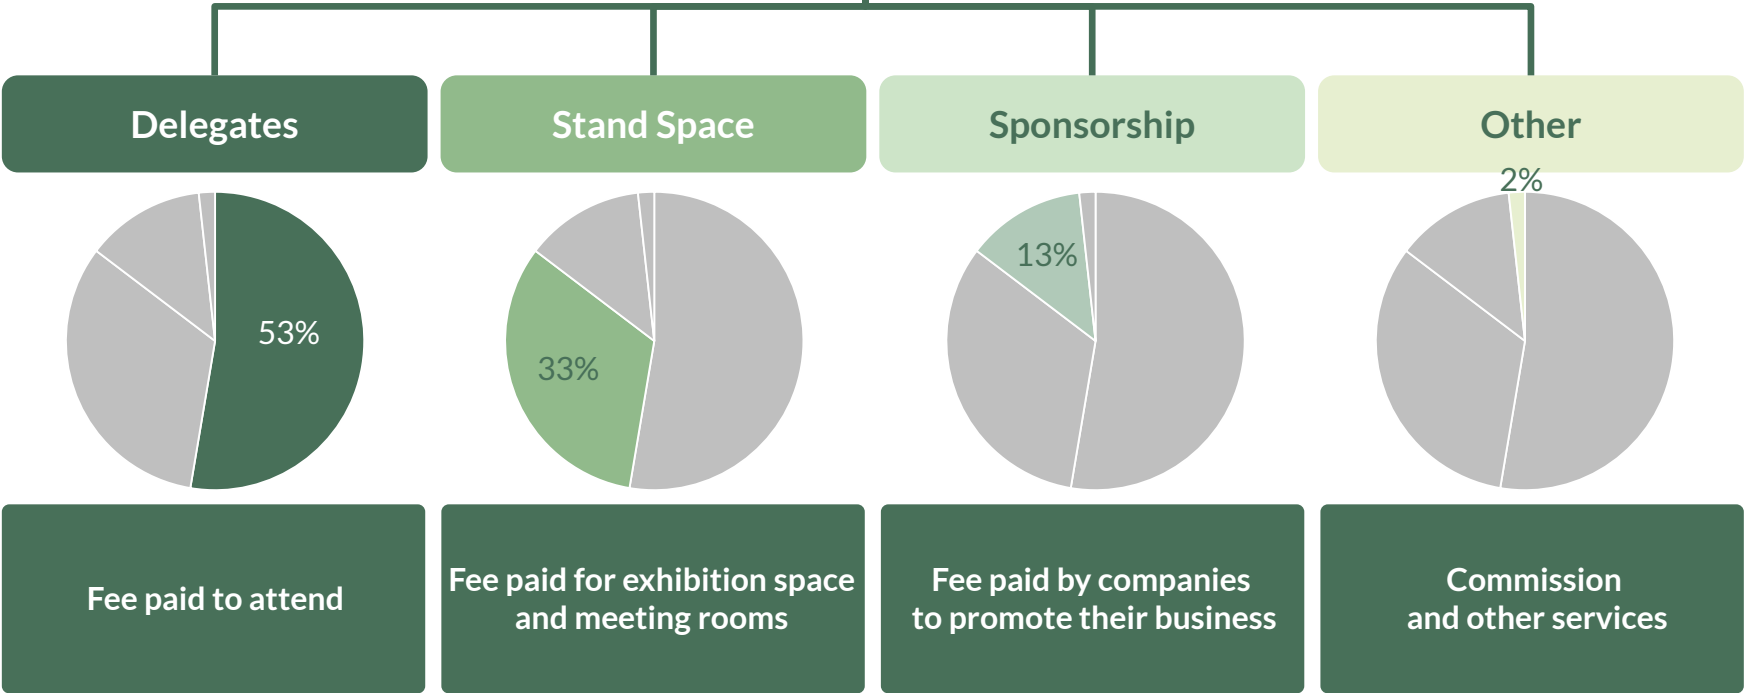 Delegates
Stand Space
Sponsorship
Other
53%
33%
13%
2%
Fee paid to attend
Fee paid for exhibition space
and meeting rooms
Fee paid by companies
to promote their business
Commission
and other services